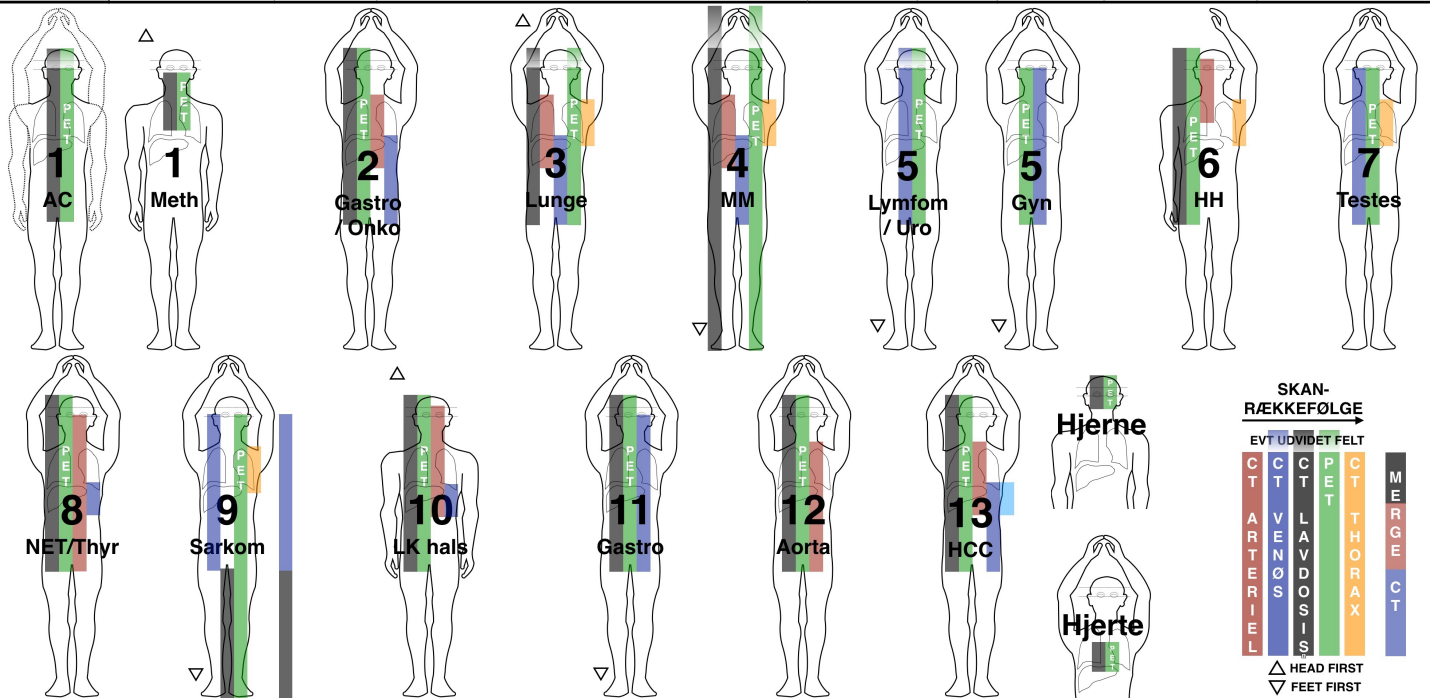 PET
1
AC
PET
1
Meth
PET
2
Gastro
/ Onko
PET
3
Lunge
PET
4
MM
PET
5
Lymfom
/ Uro
PET
5
Gyn
PET
6
HH
PET
7
Testes
PET
8
NET/Thyr
PET
9
Sarkom
PET
10
LK hals
PET
11
Gastro
PET
12
Aorta
PET
13
HCC
PET
Hjerne
Hjerte
PET
SKAN-
RÆKKEFØLGE
EVT UDVIDET FELT
CT ARTERIEL
CT VENØS
CT LAVDOSIS
PET
CT THORAX
MERGE CT
HEAD FIRST
FEET FIRST